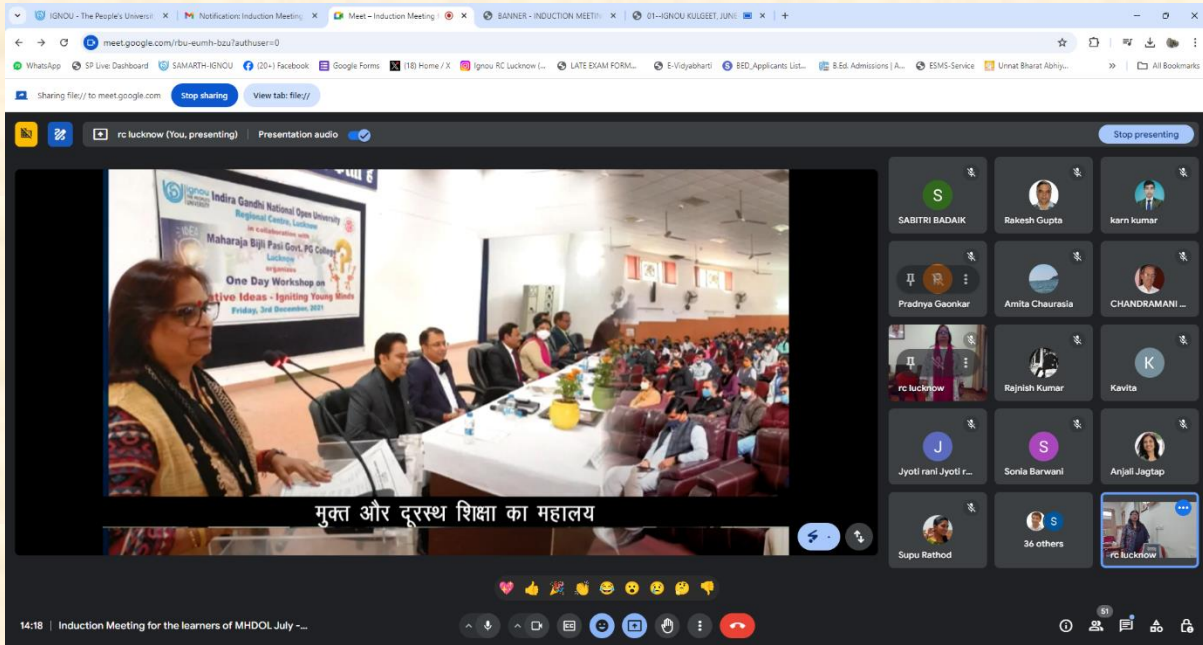 IGNOU - The People's Universit
Notification: Induction Meeting
Meet – Induction Meeting
BANNER - INDUCTION MEETIN
01--IGNOU KULGEET, JUNE
meet.google.com/rbu-eumh-bzu?authuser=0
WhatsApp
SP Live: Dashboard
SAMARTH-IGNOU
(20+) Facebook
Google Forms
(18) Home / X
Ignou RC Lucknow (...
LATE EXAM FORM...
E-Vidyabharti
BED_Applicants List...
B.Ed. Admissions | A...
ESMS-Service
Unnat Bharat Abhiy...
All Bookmarks
Sharing file:// to meet.google.com
Stop sharing
View tab: file://
rc lucknow (You, presenting)
Presentation audio
Stop presenting
ignou
THE PEOPLE'S
UNIVERSITY
Indira Gandhi National Open University
Regional Centre, Lucknow
in collaboration with
Maharaja Bijli Pasi Govt. PG College
Lucknow
organises
One Day Workshop on
ative Ideas - Igniting Young Minds
Friday, 3rd December, 2021
मुक्त और दूरस्थ शिक्षा का महालय
S
SABITRI BADAIK
Rakesh Gupta
karn kumar
Pradnya Gaonkar
Amita Chaurasia
CHANDRAMANI ...
rc lucknow
Rajnish Kumar
K
Kavita
J
Jyoti rani Jyoti r...
S
Sonia Barwani
Anjali Jagtap
Supu Rathod
S
36 others
rc lucknow
14:18 | Induction Meeting for the learners of MHDOL July -...
CC
51